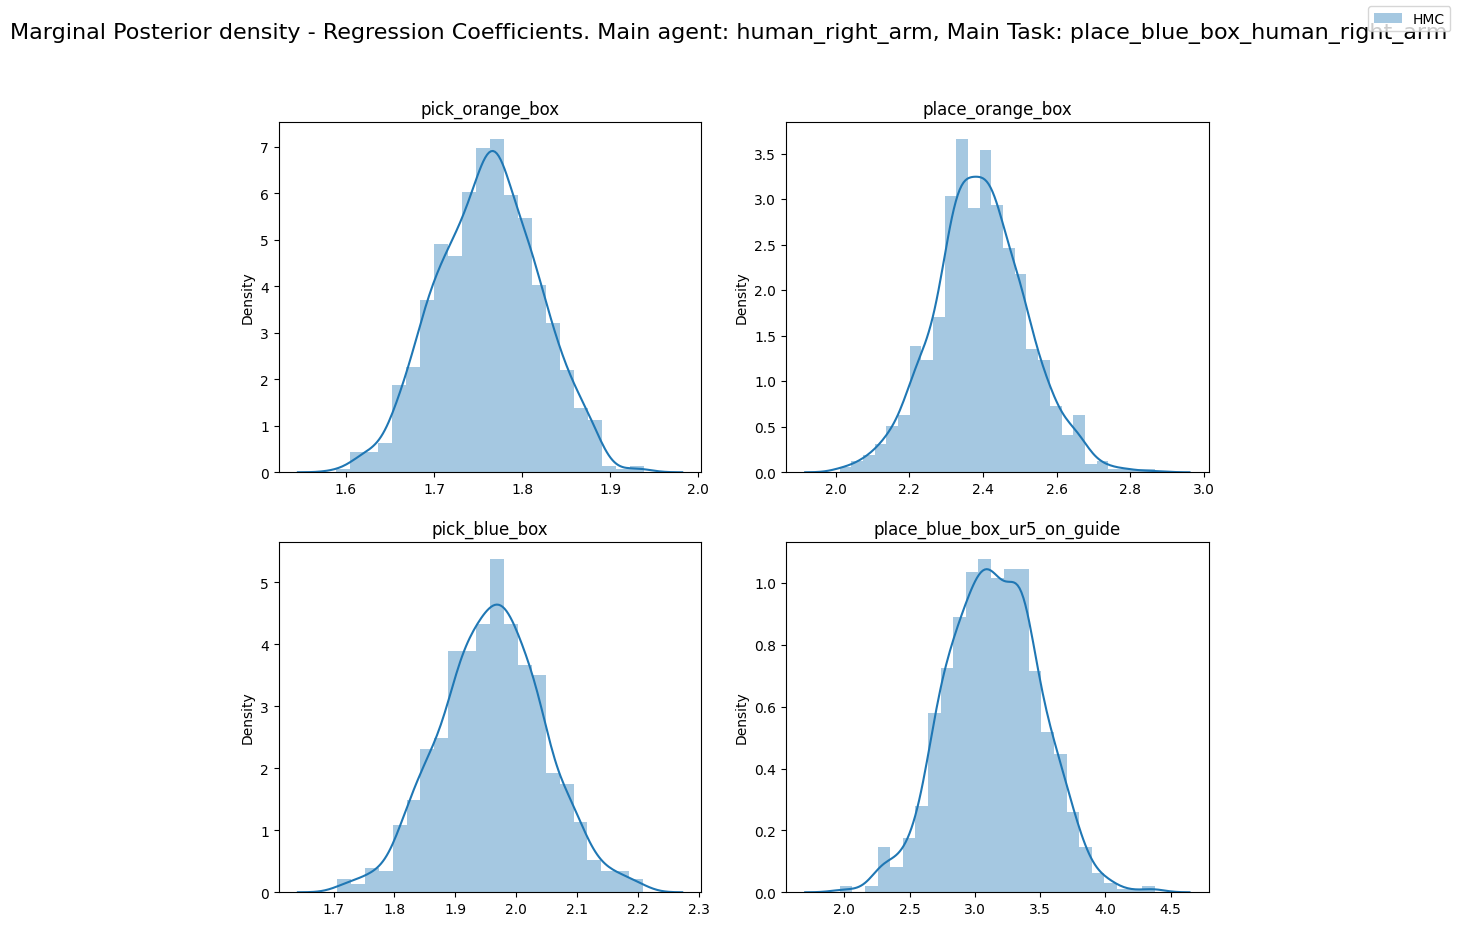 HMC
Marginal Posterior density - Regression Coefficients. Main agent: human_right_arm, Main Task: place_blue_box_human_right_arm
pick_orange_box
place_orange_box
Density
7
6
5
4
3
2
1
0
1.6 1.7 1.8 1.9 2.0
Density
3.5
3.0
2.5
2.0
1.5
1.0
0.5
0.0
2.0 2.2 2.4 2.6 2.8 3.0
pick_blue_box
place_blue_box_ur5_on_guide
Density
5
4
3
2
1
0
1.7 1.8 1.9 2.0 2.1 2.2 2.3
Density
1.0
0.8
0.6
0.4
0.2
0.0
2.0 2.5 3.0 3.5 4.0 4.5